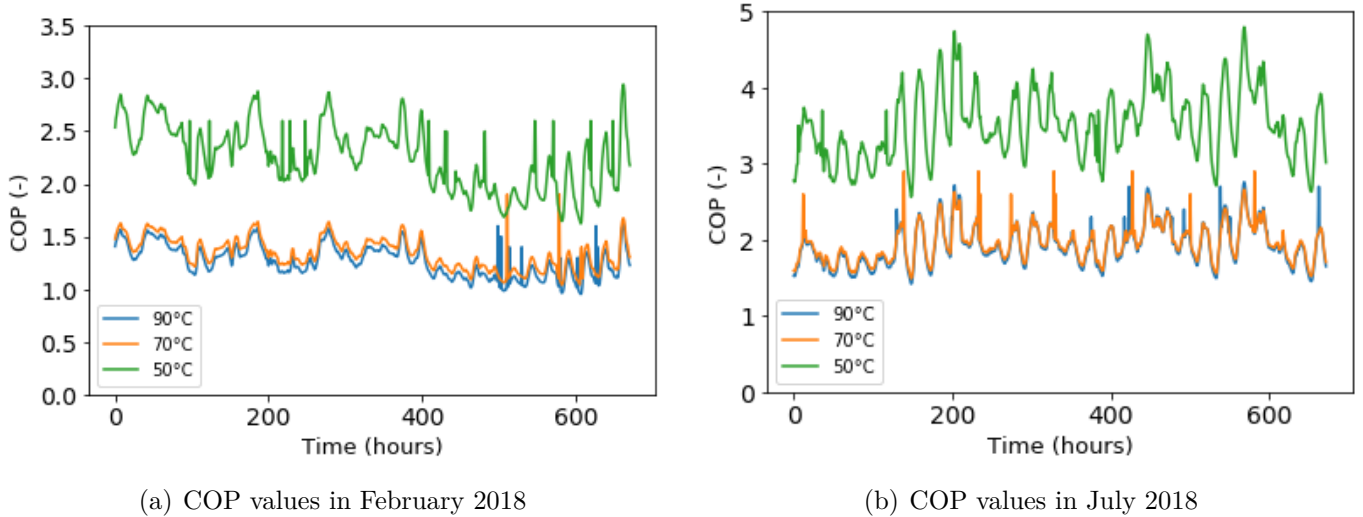 3.5
3.0
2.5
2.0
1.5
1.0
0.5
0.0
COP (-)
90°C
70°C
50°C
0 200 400 600
Time (hours)
(a) COP values in February 2018
5
4
3
2
1
0
COP (-)
90°C
70°C
50°C
0 200 400 600
Time (hours)
(b) COP values in July 2018